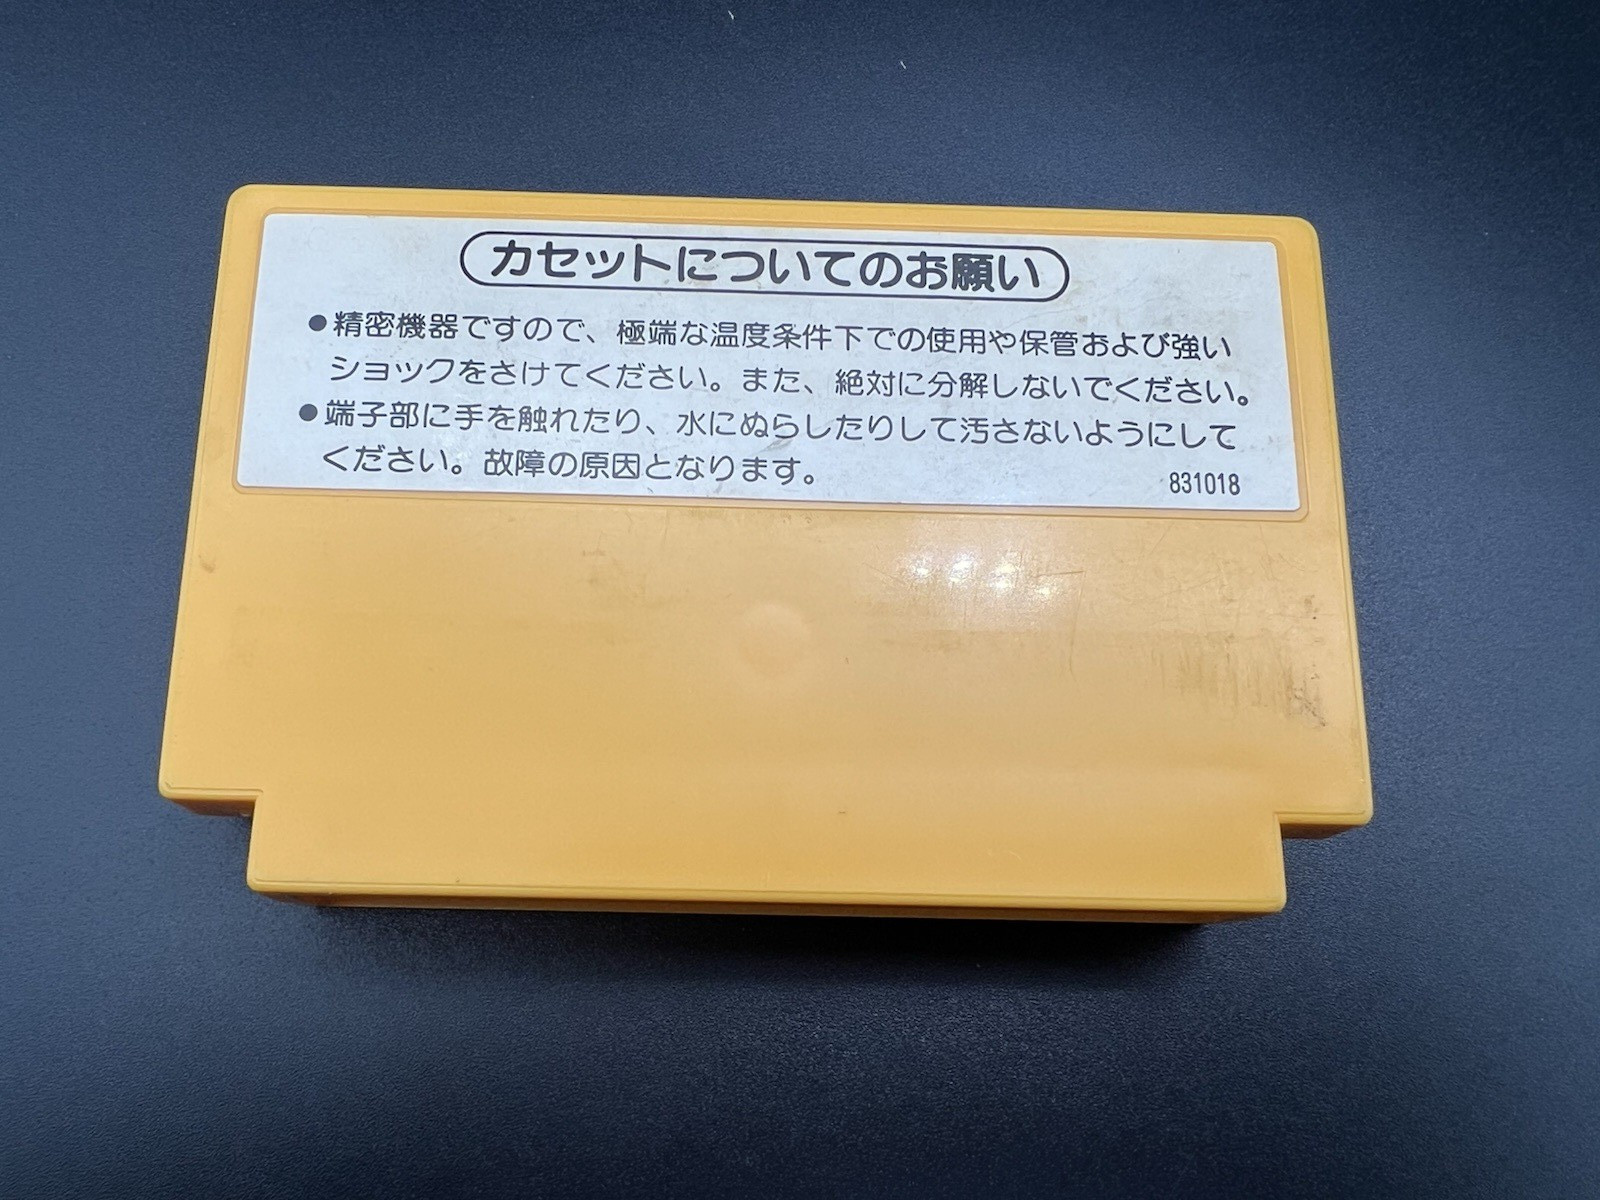 カセットについてのお願い
●精密機器ですので、極端な温度条件下での使用や保管および強い
ショックをさけてください。また、絶対に分解しないでください。
●端子部に手を触れたり、水にぬらしたりして汚さないようにして
ください。故障の原因となります。
831018